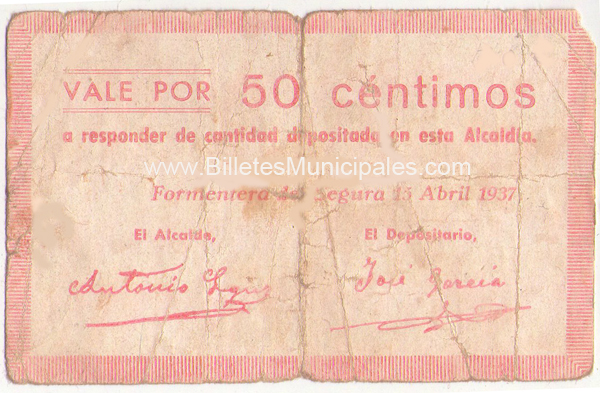 VALE POR 50 céntimos
a responder de cantidad depositada en esta Alcaldía.
www.BilletesMunicipales.com
Formentera del Segura 15 Abril 1937
El Alcalde, El Depositario,
Antonio José García